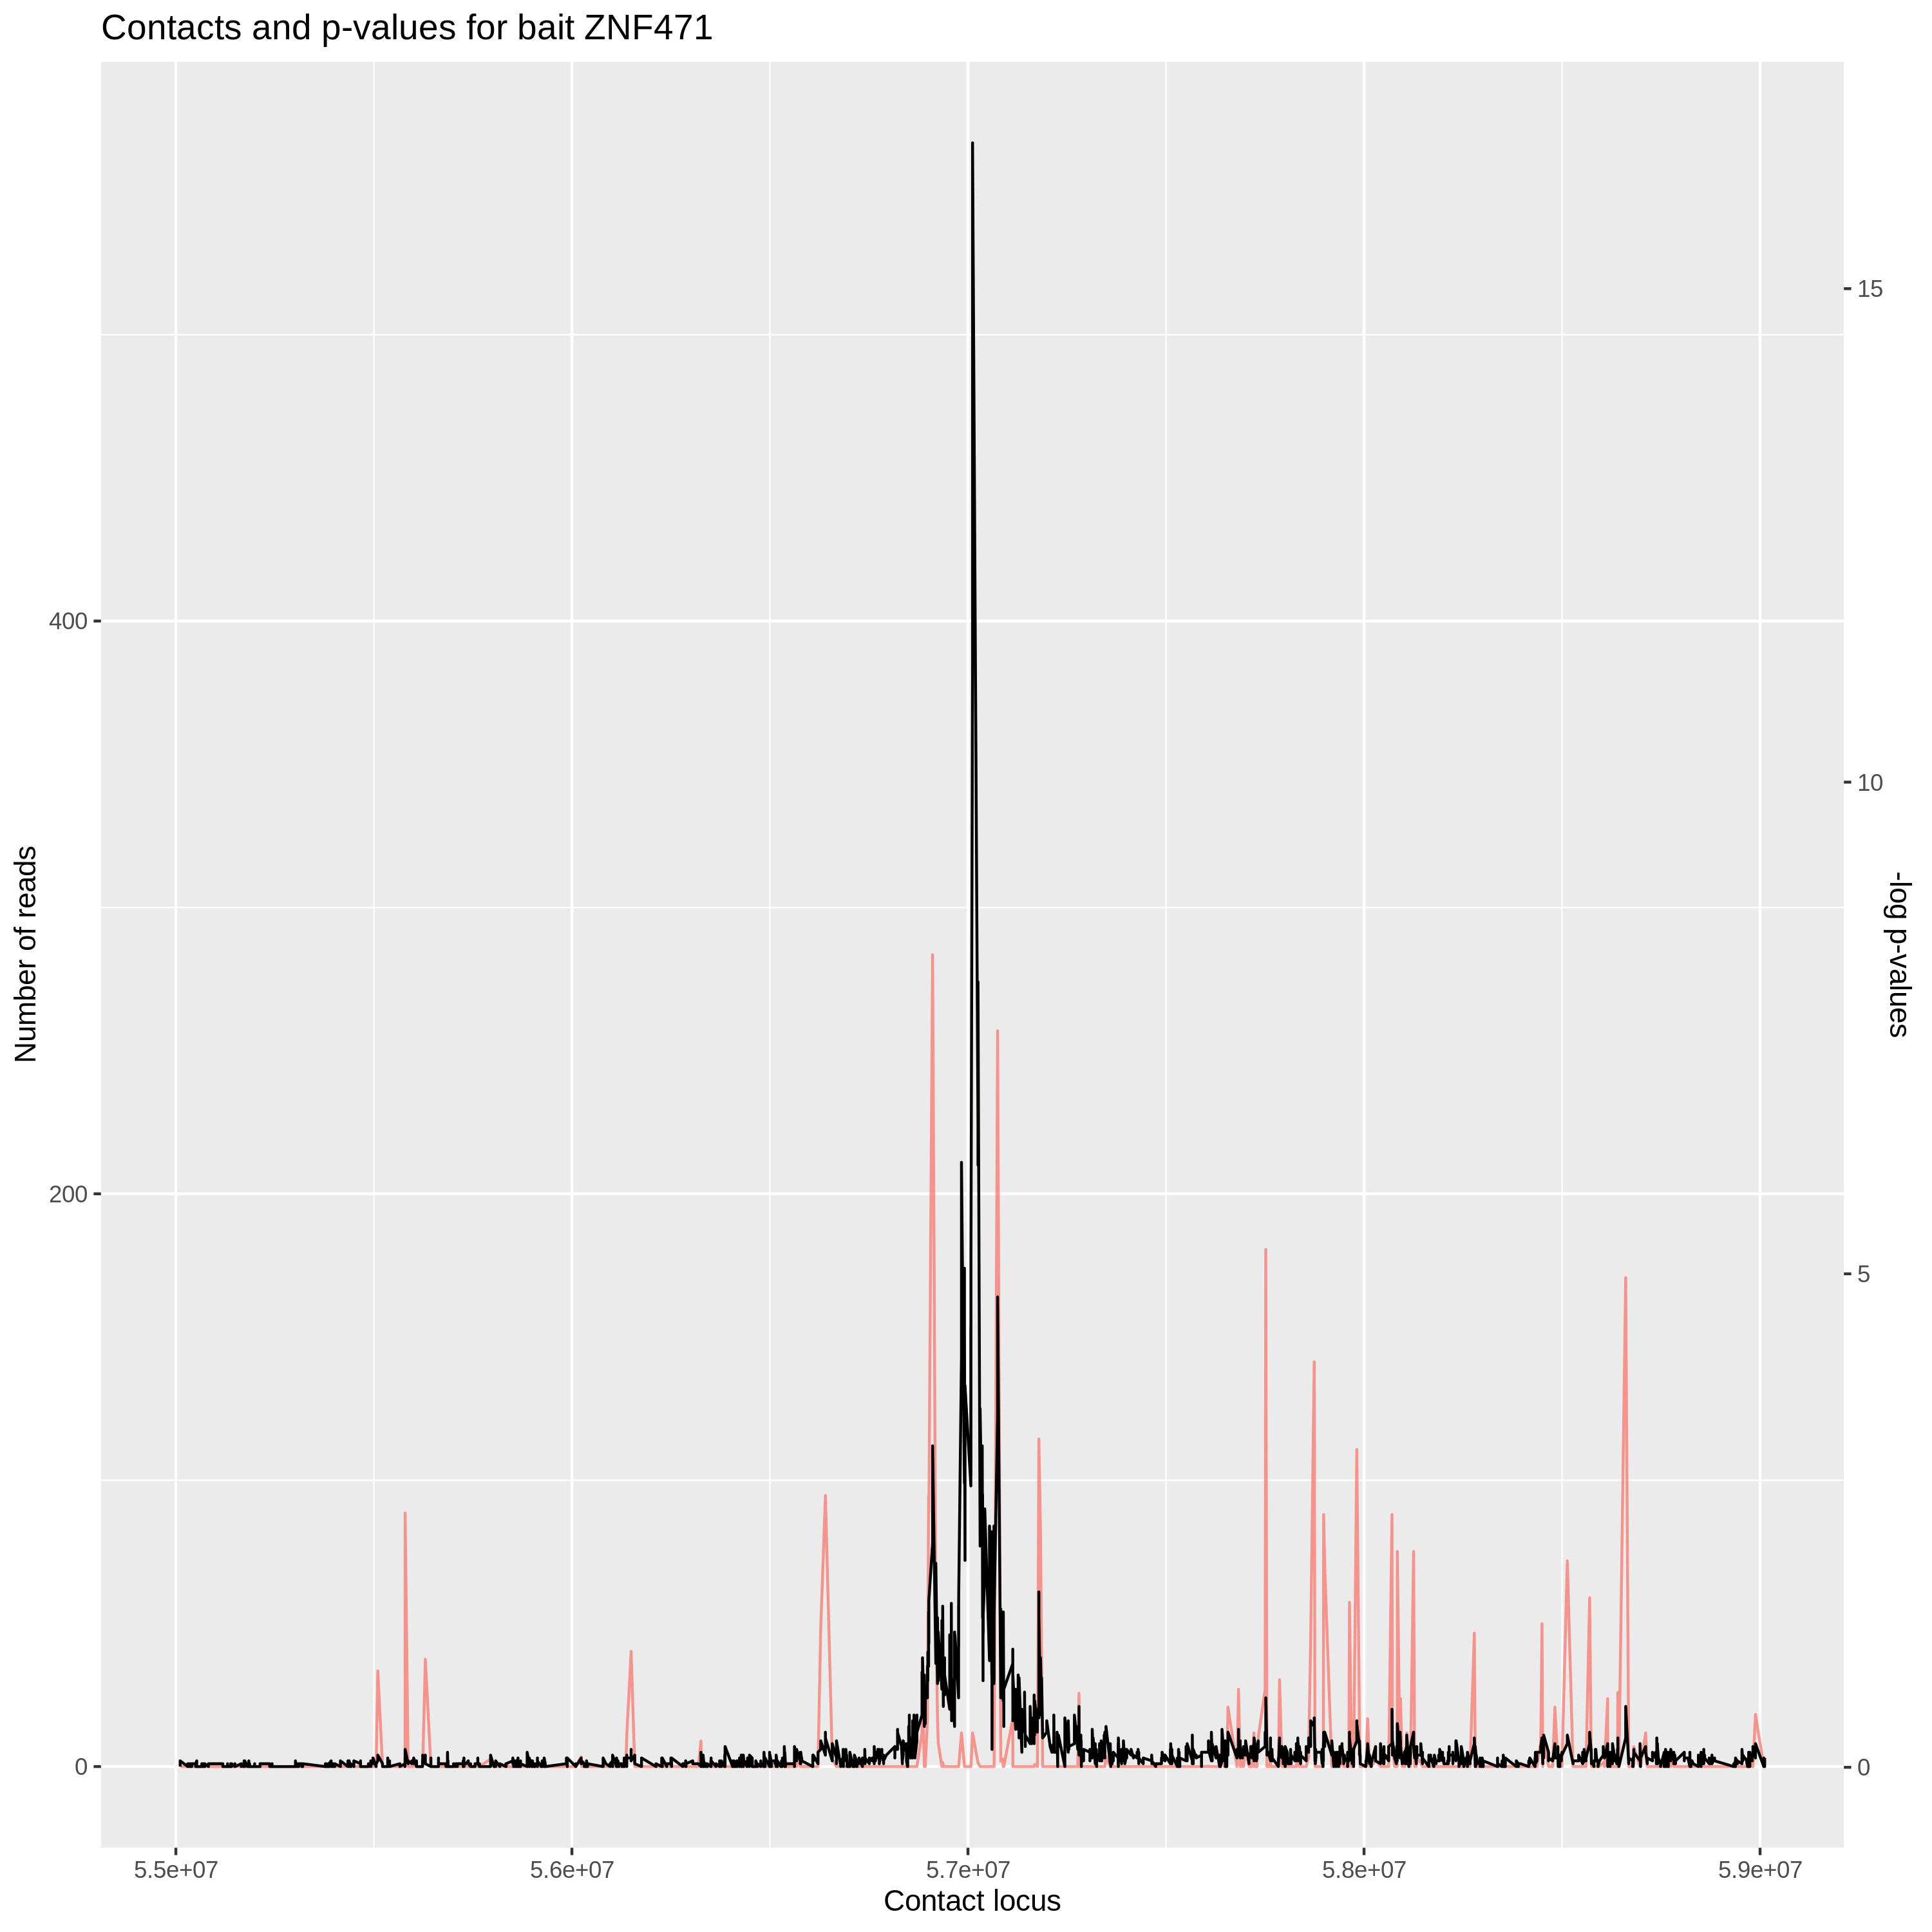 Contacts and p-values for bait ZNF471
Number of reads
400
200
0
15
10
5
0
-log p-values
5.5e+07
5.6e+07
5.7e+07
5.8e+07
5.9e+07
Contact locus